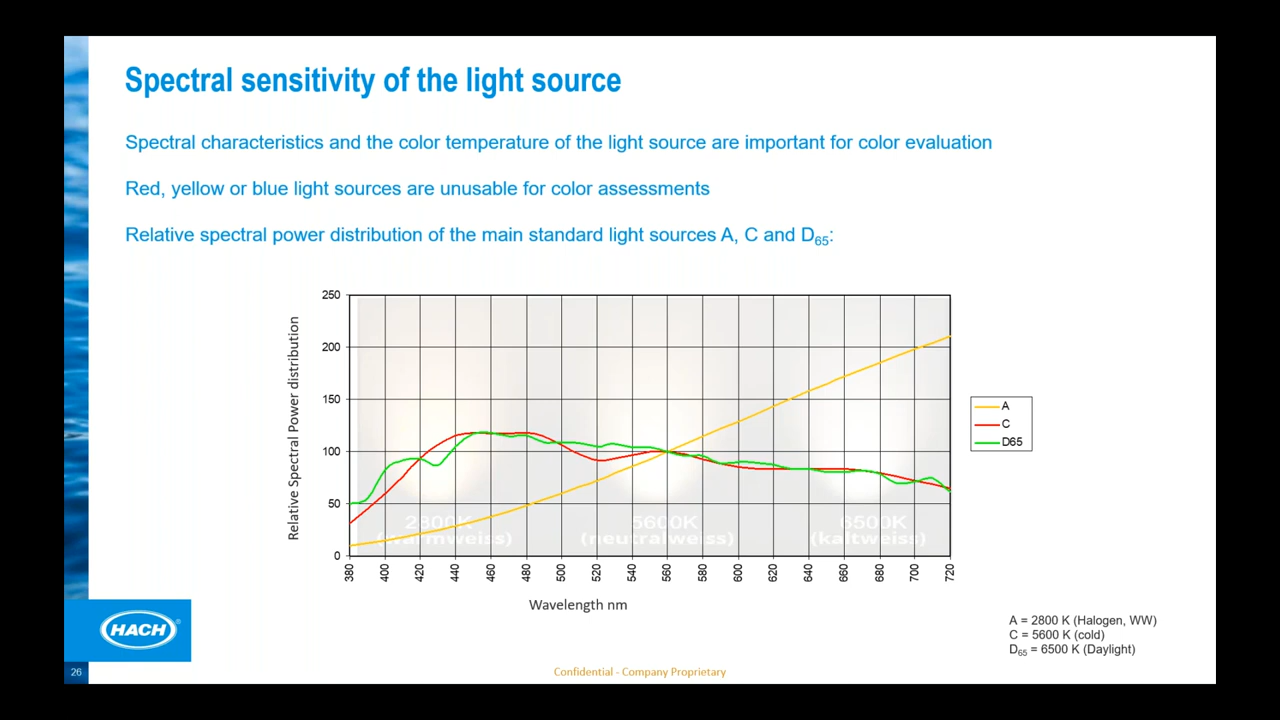 Spectral sensitivity of the light source
Spectral characteristics and the color temperature of the light source are important for color evaluation
Red, yellow or blue light sources are unusable for color assessments
Relative spectral power distribution of the main standard light sources A, C and D65:
Relative Spectral Power distribution
250
200
150
100
50
0
2800K
(warmweiss)
5600K
(neutralweiss)
6500K
(kaltweiss)
380 400 420 440 460 480 500 520 540 560 580 600 620 640 660 680 700 720
Wavelength nm
A
C
D65
A = 2800 K (Halogen, WW)
C = 5600 K (cold)
D65 = 6500 K (Daylight)
HACH®
26
Confidential - Company Proprietary